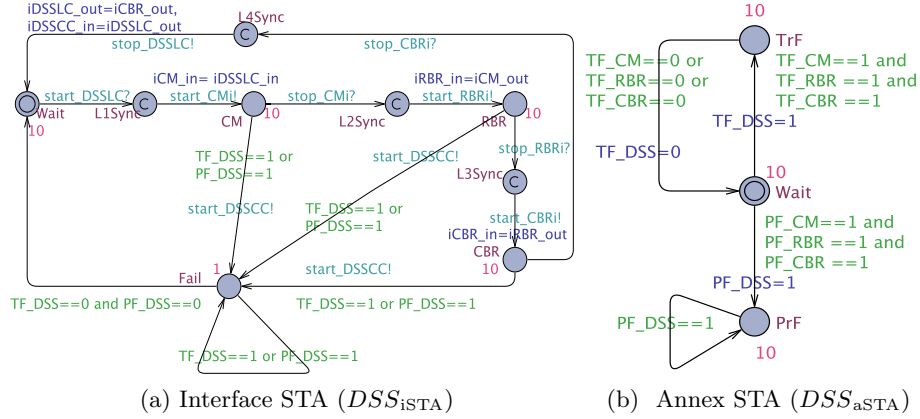 iDSSLC_out=iCBR_out,
iDSSCC_in=iDSSLC_out
L4Sync
C
stop_DSSLC!
stop_CBRi?
iCM_in= iDSSLC_in
iRBR_in=iCM_out
start_DSSLC?
C
start_CMi!
stop_CMi?
C
start_RBRi!
Wait
L1Sync
CM
10
L2Sync
RBR
10
10
TF_DSS==1 or
PF_DSS==1
start_DSSCC!
stop_RBRi?
L3Sync
C
start_DSSCC!
TF_DSS==1 or
PF_DSS==1
start_CBRi!
iCBR_in=iRBR_out
CBR
10
1
Fail
start_DSSCC!
TF_DSS==0 and PF_DSS==0
TF_DSS==1 or PF_DSS==1
TF_DSS==1 or PF_DSS==1
(a) Interface STA (DSSiSTA)
10
TrF
TF_CM==0 or
TF_RBR==0 or
TF_CBR==0
TF_CM==1 and
TF_RBR ==1 and
TF_CBR ==1
TF_DSS=1
TF_DSS=0
10
Wait
PF_CM==1 and
PF_RBR ==1 and
PF_CBR ==1
PF_DSS=1
PF_DSS==1
PrF
10
(b) Annex STA (DSSaSTA)